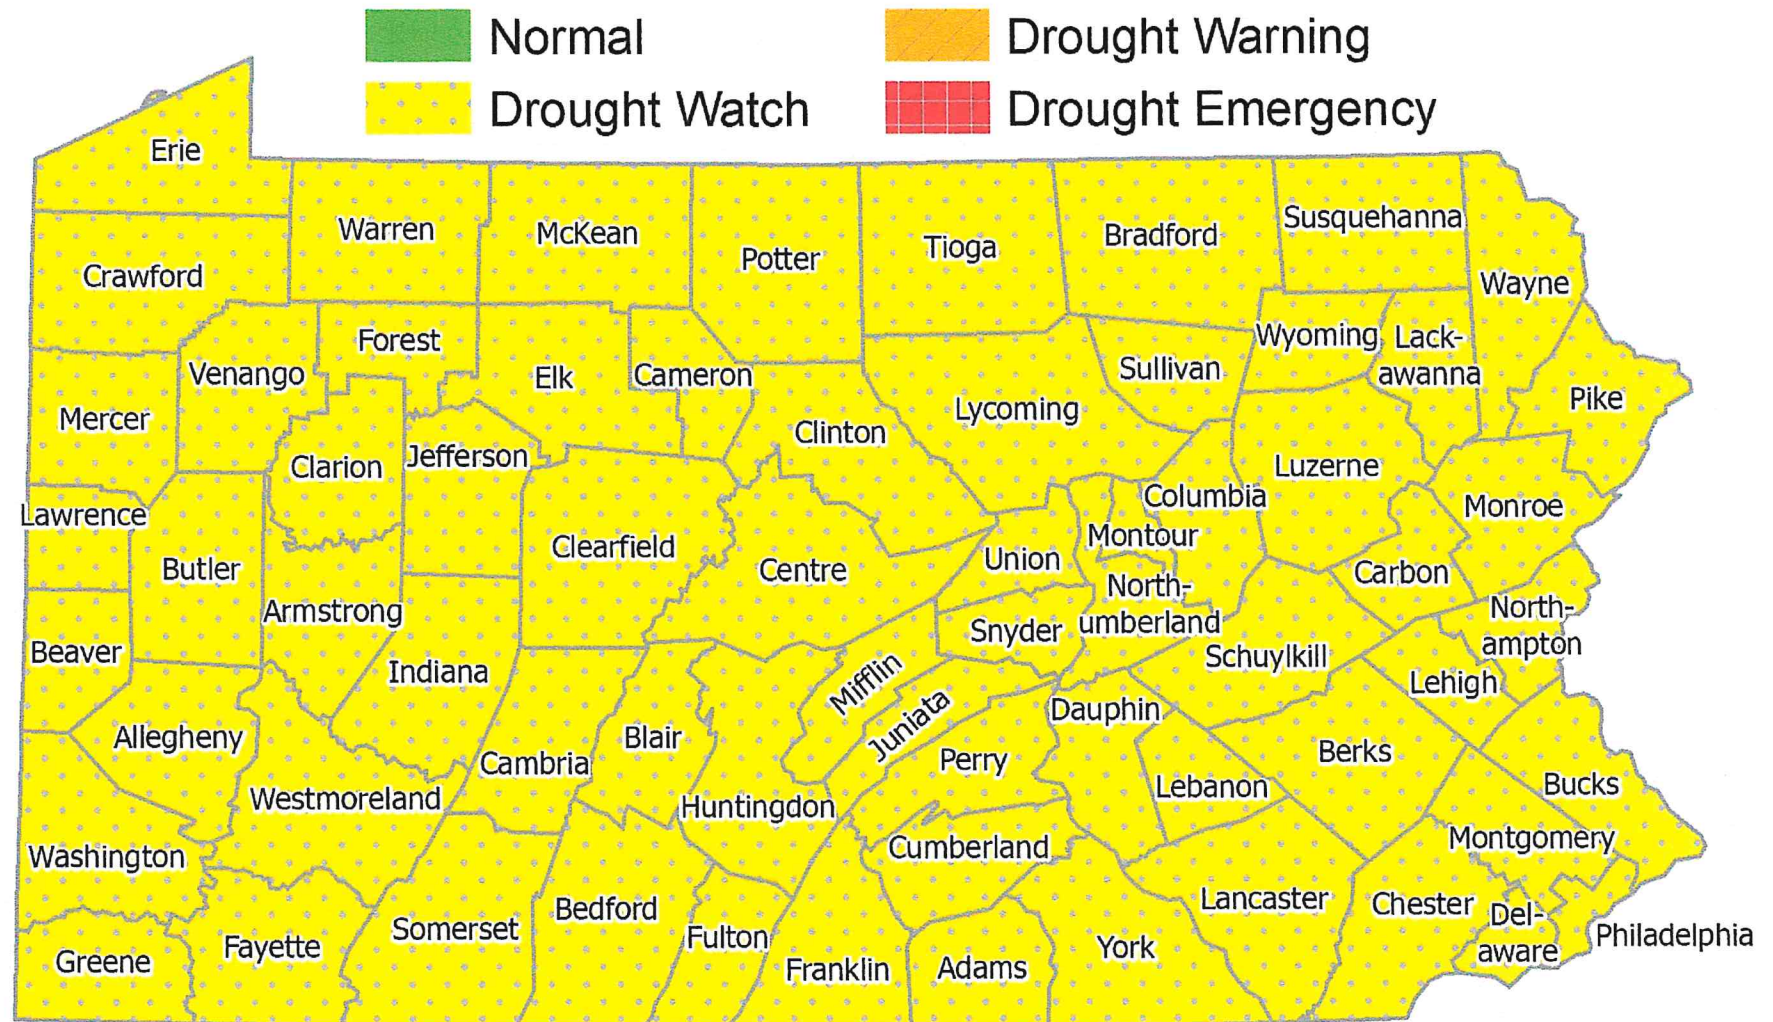 Normal
Drought Warning
Drought Watch
Drought Emergency
Erie
Warren
McKean
Potter
Tioga
Bradford
Susquehanna
Wayne
Crawford
Forest
Venango
Elk
Cameron
Sullivan
Wyoming
Lack-
awanna
Pike
Mercer
Clarion
Jefferson
Clinton
Lycoming
Luzerne
Columbia
Monroe
Lawrence
Butler
Clearfield
Centre
Union
Montour
Carbon
Armstrong
North-
umberland
North-
ampton
Beaver
Indiana
Snyder
Schuylkill
Lehigh
Mifflin
Juniata
Dauphin
Allegheny
Cambria
Blair
Perry
Berks
Lebanon
Bucks
Westmoreland
Huntingdon
Cumberland
Montgomery
Washington
Somerset
Bedford
Fulton
Lancaster
Chester
Del-
aware
Philadelphia
Greene
Fayette
Franklin
Adams
York